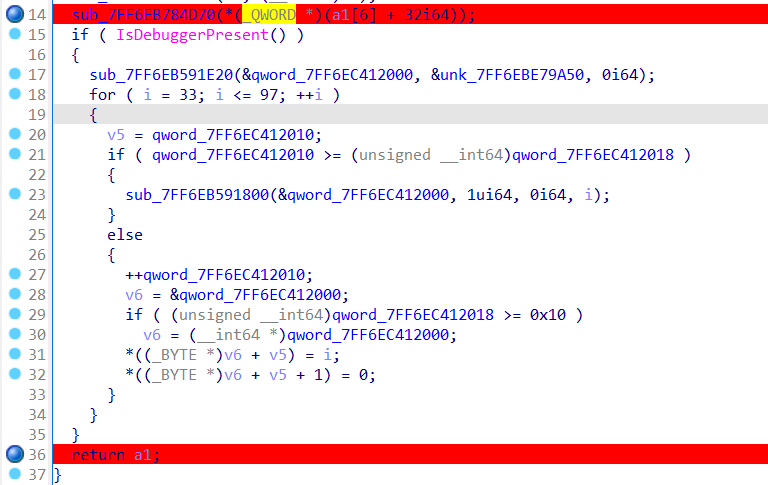 14 sub_7FF6EB784D70(*(_QWORD *)(a1[6] + 32i64));
15 if ( IsDebuggerPresent() )
16 {
17 sub_7FF6EB591E20(&qword_7FF6EC412000, &unk_7FF6EBE79A50, 0i64);
18 for ( i = 33; i <= 97; ++i )
19 {
20 v5 = qword_7FF6EC412010;
21 if ( qword_7FF6EC412010 >= (unsigned __int64)qword_7FF6EC412018 )
22 {
23 sub_7FF6EB591800(&qword_7FF6EC412000, 1ui64, 0i64, i);
24 }
25 else
26 {
27 ++qword_7FF6EC412010;
28 v6 = &qword_7FF6EC412000;
29 if ( (unsigned __int64)qword_7FF6EC412018 >= 0x10 )
30 v6 = (__int64 *)qword_7FF6EC412000;
31 *((_BYTE *)v6 + v5) = i;
32 *((_BYTE *)v6 + v5 + 1) = 0;
33 }
34 }
35 }
36 return a1;
37 }